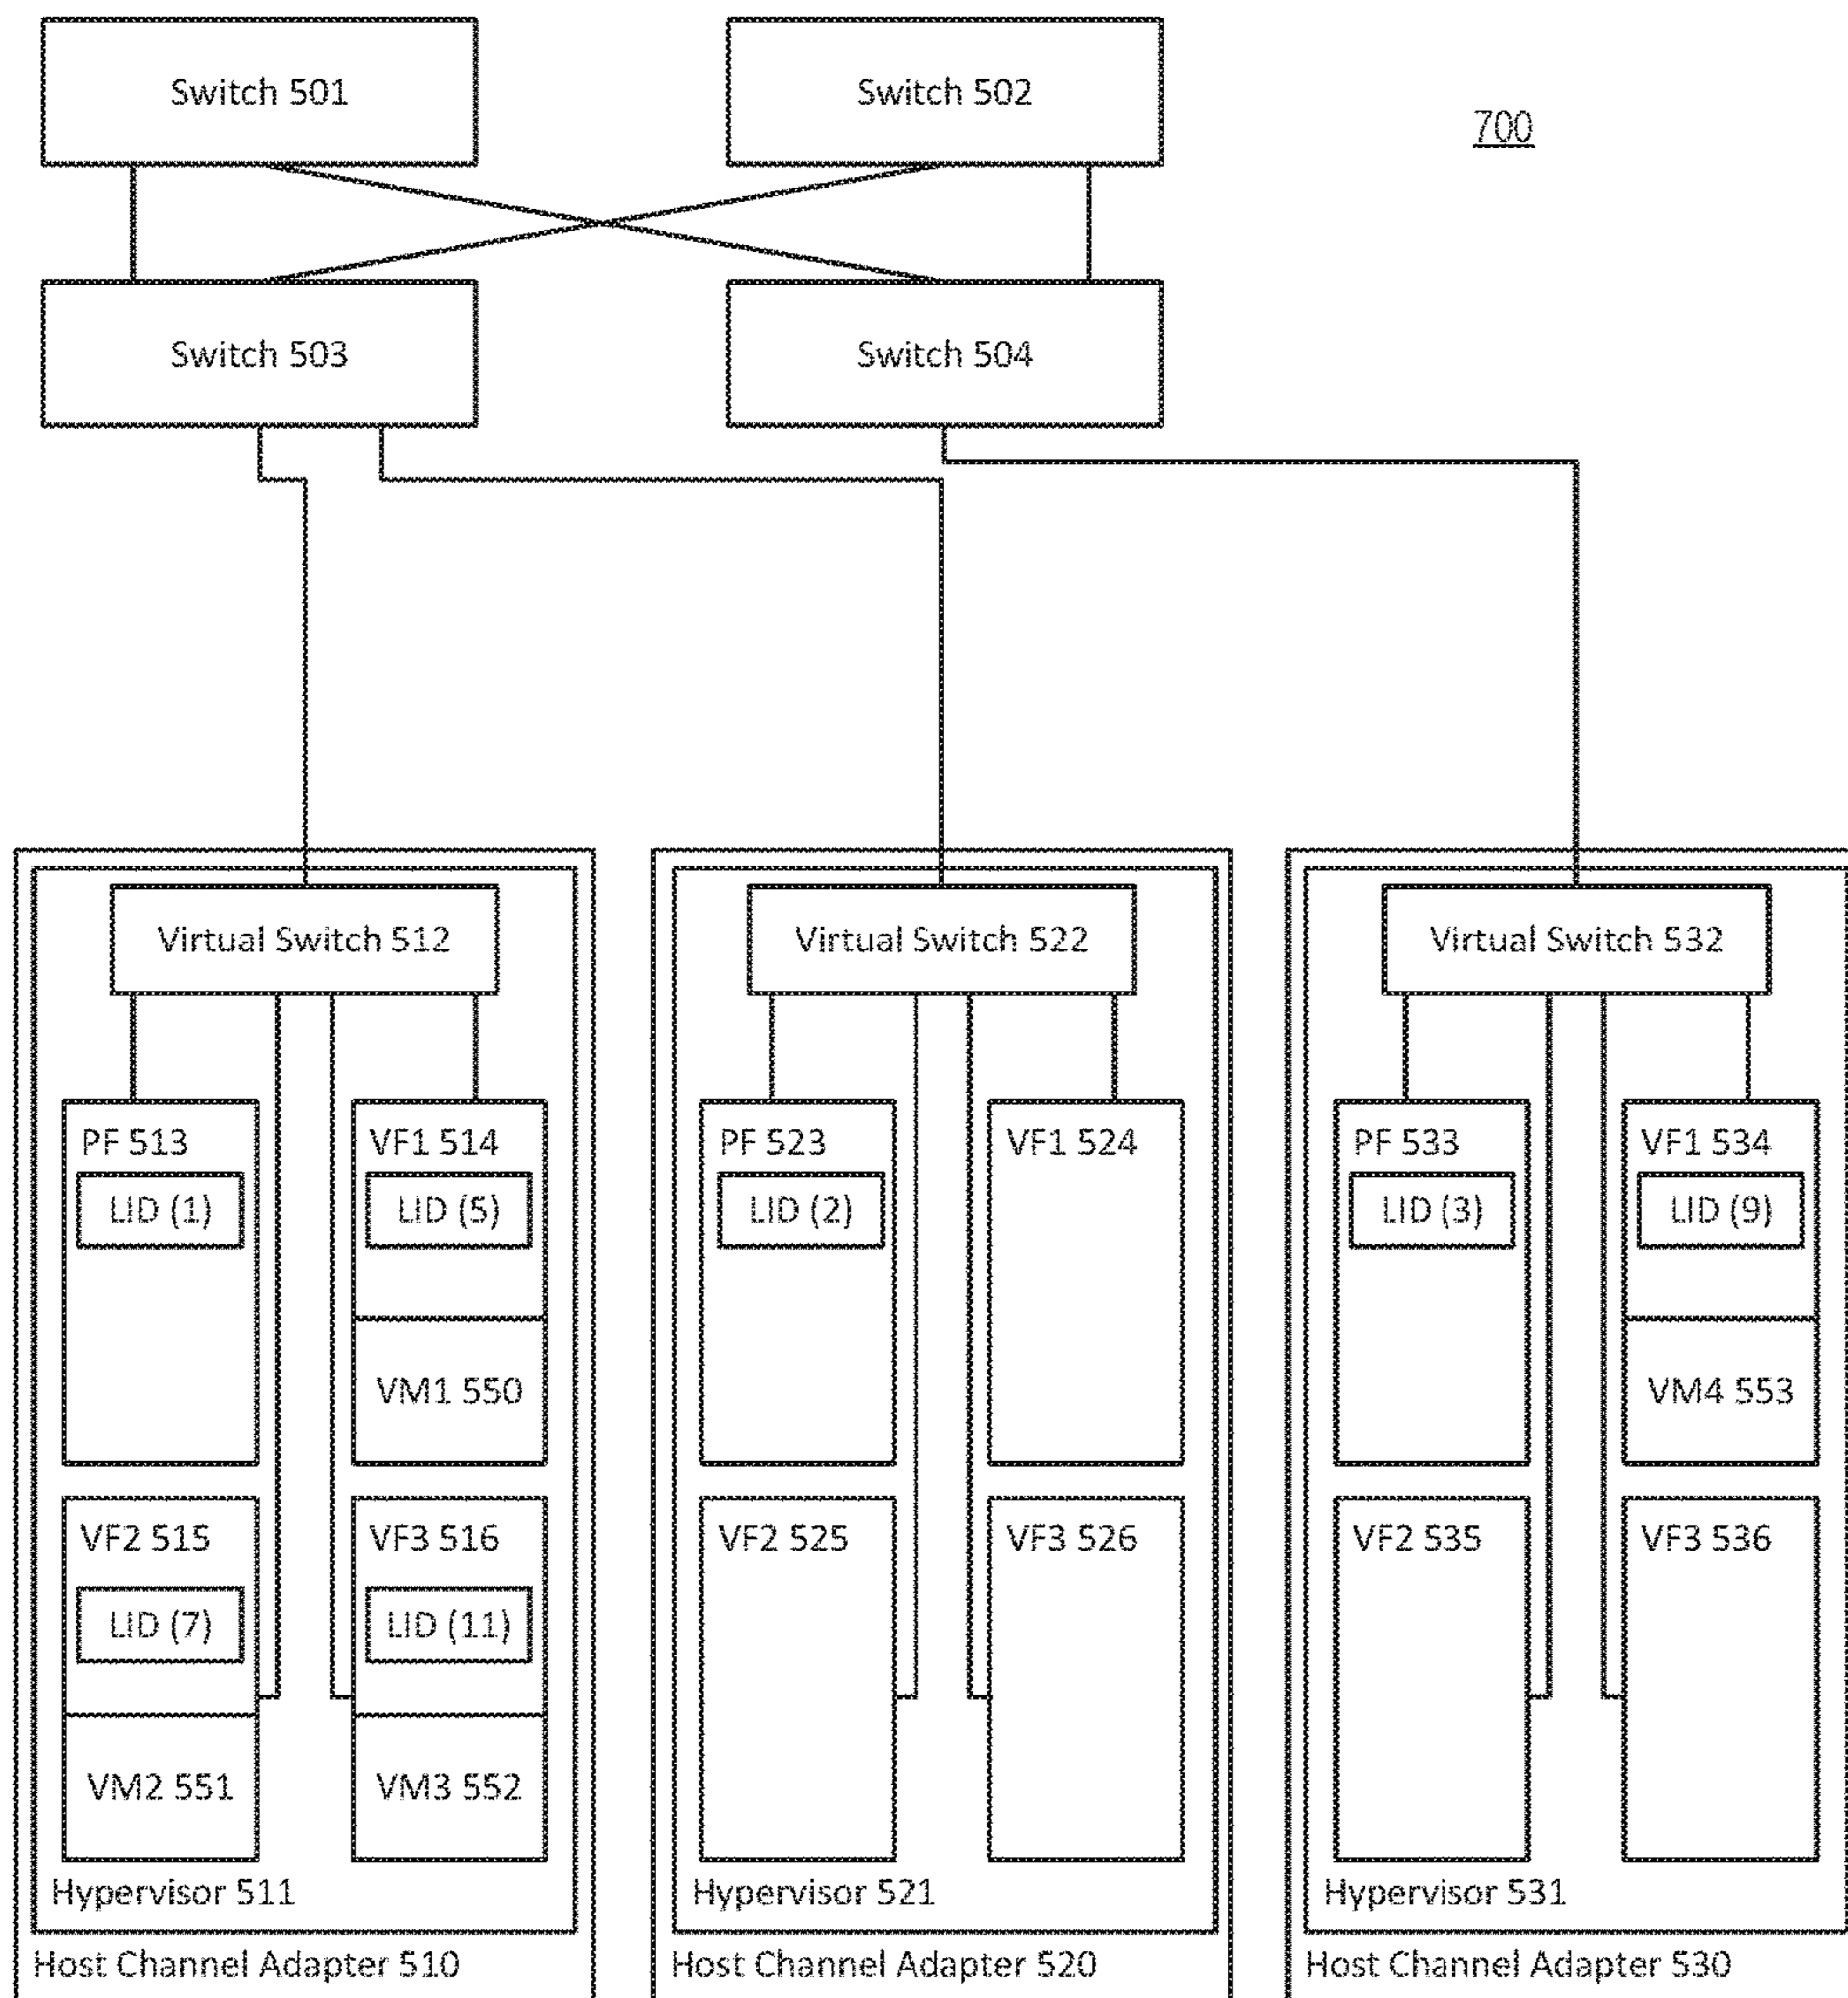 Switch 501
Switch 502
700
Switch 503
Switch 504
Virtual Switch 512
Virtual Switch 522
Virtual Switch 532
PF 513
LID (1)
VF1 514
LID (5)
VM1 550
VF2 515
LID (7)
VM2 551
VF3 516
LID (11)
VM3 552
Hypervisor 511
Host Channel Adapter 510
PF 523
LID (2)
VF1 524
VF2 525
VF3 526
Hypervisor 521
Host Channel Adapter 520
PF 533
LID (3)
VF1 534
LID (9)
VM4 553
VF2 535
VF3 536
Hypervisor 531
Host Channel Adapter 530